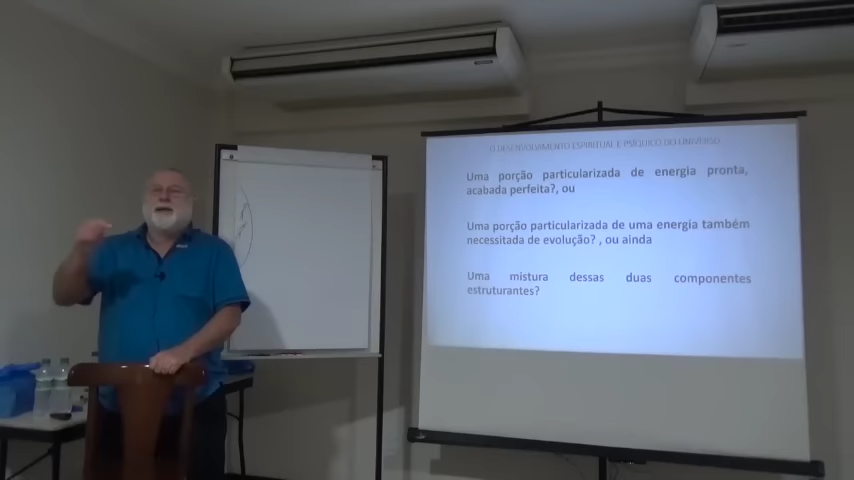 O DESENVOLVIMENTO ESPIRITUAL E PSÍQUICO DO UNIVERSO
Uma porção particularizada de energia pronta,
acabada perfeita?, ou
Uma porção particularizada de uma energia também
necessitada de evolução? , ou ainda
Uma mistura dessas duas componentes
estruturantes?